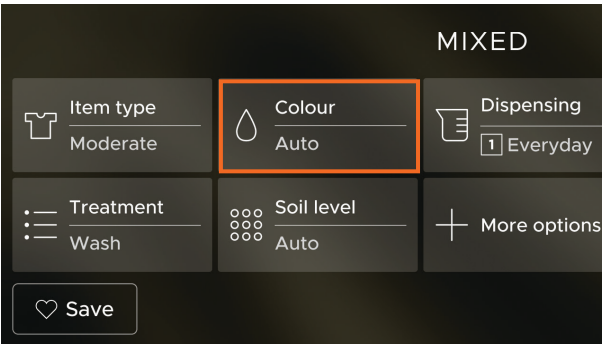 MIXED
Item type
Moderate
Colour
Auto
Dispensing
1 Everyday
Treatment
Wash
Soil level
Auto
More options
Save